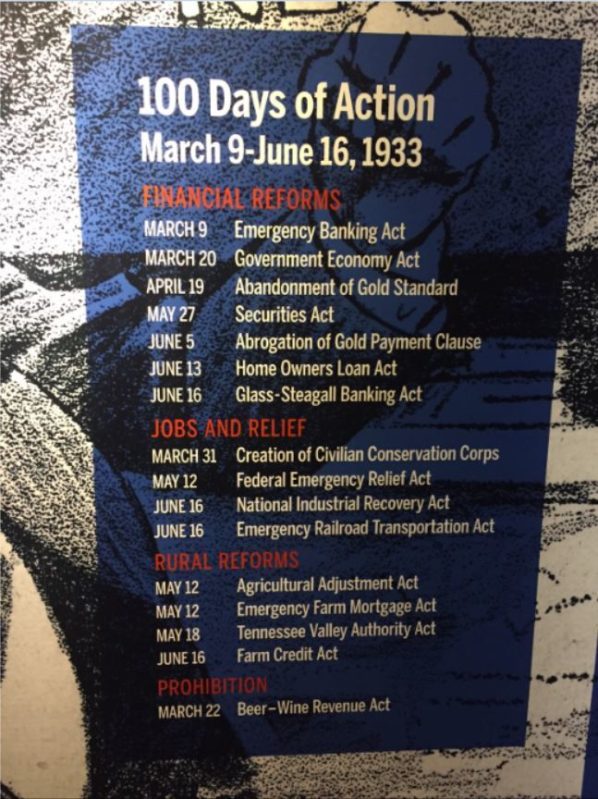 100 Days of Action
March 9-June 16, 1933
FINANCIAL REFORMS
MARCH 9 Emergency Banking Act
MARCH 20 Government Economy Act
APRIL 19 Abandonment of Gold Standard
MAY 27 Securities Act
JUNE 5 Abrogation of Gold Payment Clause
JUNE 13 Home Owners Loan Act
JUNE 16 Glass-Steagall Banking Act
JOBS AND RELIEF
MARCH 31 Creation of Civilian Conservation Corps
MAY 12 Federal Emergency Relief Act
JUNE 16 National Industrial Recovery Act
JUNE 16 Emergency Railroad Transportation Act
RURAL REFORMS
MAY 12 Agricultural Adjustment Act
MAY 12 Emergency Farm Mortgage Act
MAY 18 Tennessee Valley Authority Act
JUNE 16 Farm Credit Act
PROHIBITION
MARCH 22 Beer–Wine Revenue Act